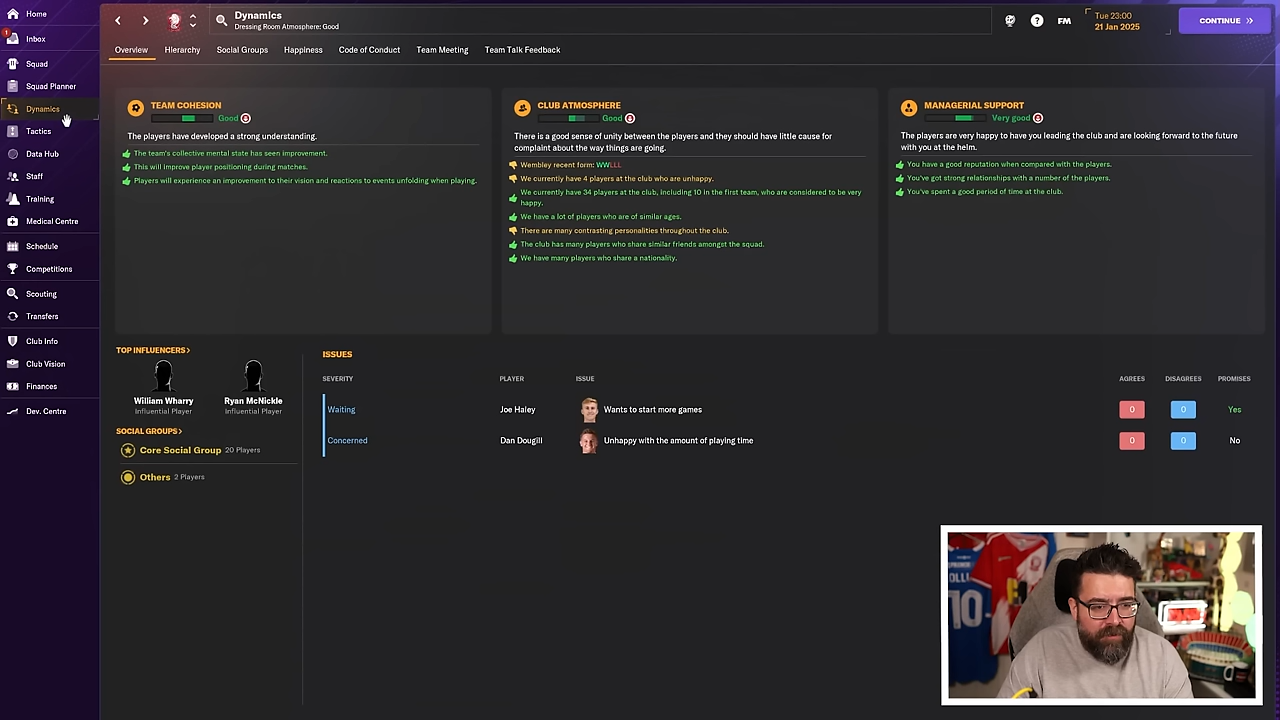 Home
1
Inbox
Squad
Squad Planner
Dynamics
Tactics
Data Hub
Staff
Training
Medical Centre
Schedule
Competitions
Scouting
Transfers
Club Info
Club Vision
Finances
Dev. Centre
Dynamics
Dressing Room Atmosphere: Good
?
FM
Tue 23:00
21 Jan 2025
CONTINUE
Overview
Hierarchy
Social Groups
Happiness
Code of Conduct
Team Meeting
Team Talk Feedback
TEAM COHESION
Good
The players have developed a strong understanding.
The team's collective mental state has seen improvement.
This will improve player positioning during matches.
Players will experience an improvement to their vision and reactions to events unfolding when playing.
CLUB ATMOSPHERE
Good
There is a good sense of unity between the players and they should have little cause for
complaint about the way things are going.
Wembley recent form: WWLLL
We currently have 4 players at the club who are unhappy.
We currently have 34 players at the club, including 10 in the first team, who are considered to be very
happy.
We have a lot of players who are of similar ages.
There are many contrasting personalities throughout the club.
The club has many players who share similar friends amongst the squad.
We have many players who share a nationality.
MANAGERIAL SUPPORT
Very good
The players are very happy to have you leading the club and are looking forward to the future
with you at the helm.
You have a good reputation when compared with the players.
You've got strong relationships with a number of the players.
You've spent a good period of time at the club.
TOP INFLUENCERS >
William Wharry
Influential Player
Ryan McNickle
Influential Player
SOCIAL GROUPS >
Core Social Group 20 Players
Others 2 Players
ISSUES
SEVERITY PLAYER ISSUE AGREES DISAGREES PROMISES
Waiting Joe Haley Wants to start more games 0 0 Yes
Concerned Dan Dougill Unhappy with the amount of playing time 0 0 No
OLLI
10